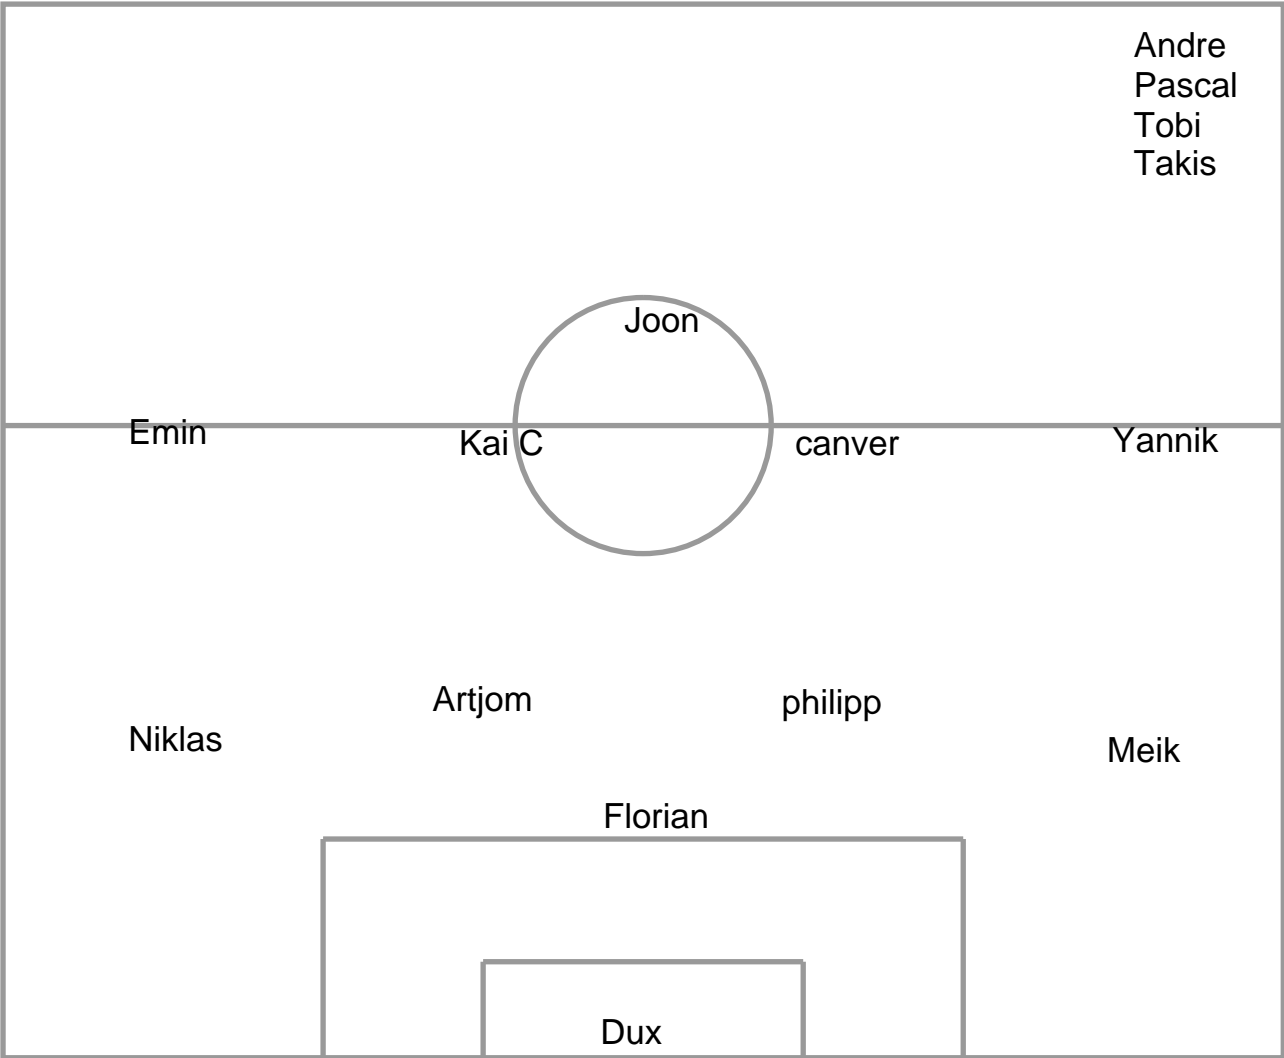 Andre
Pascal
Tobi
Takis
Joon
Emin
Kai C
canver
Yannik
Artjom
philipp
Niklas
Meik
Florian
Dux